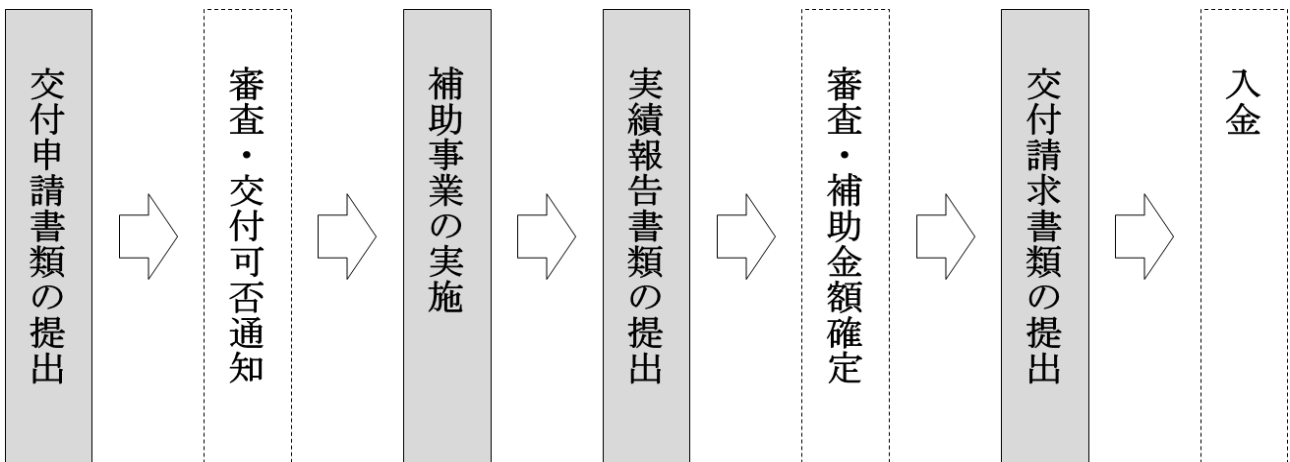 交付申請書類の提出
審査・交付可否通知
補助事業の実施
実績報告書類の提出
審査・補助金額確定
交付請求書類の提出
入金